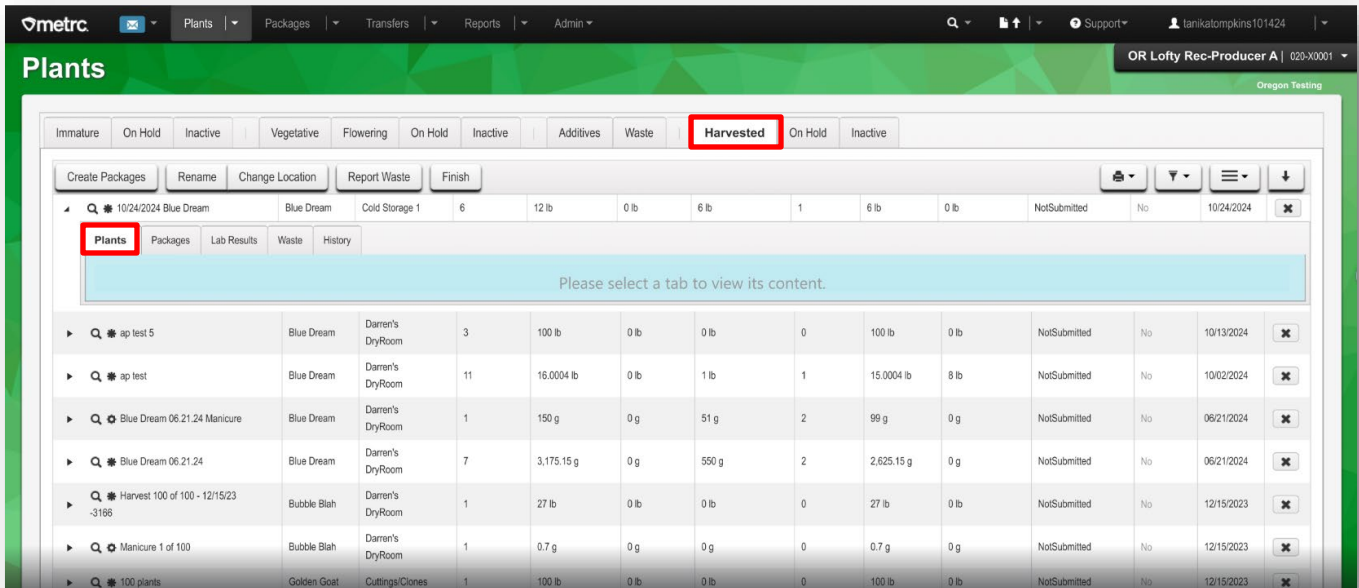 metrc Plants Packages Transfers Reports Admin Support tanikatompkins101424
Plants
OR Lofty Rec-Producer A | 020-X0001
Oregon Testing
Immature On Hold Inactive Vegetative Flowering On Hold Inactive Additives Waste Harvested On Hold Inactive
Create Packages Rename Change Location Report Waste Finish
10/24/2024 Blue Dream Blue Dream Cold Storage 1 6 12 lb 0 lb 6 lb 1 6 lb 0 lb NotSubmitted No 10/24/2024
Plants Packages Lab Results Waste History
Please select a tab to view its content.
ap test 5 Blue Dream Darren's 3 100 lb 0 lb 0 lb 0 100 lb 0 lb NotSubmitted No 10/13/2024
DryRoom
ap test Blue Dream Darren's 11 16.0004 lb 0 lb 1 lb 1 15.0004 lb 8 lb NotSubmitted No 10/02/2024
DryRoom
Blue Dream 06.21.24 Manicure Blue Dream Darren's 1 150 g 0 g 51 g 2 99 g 0 g NotSubmitted No 06/21/2024
DryRoom
Blue Dream 06.21.24 Blue Dream Darren's 7 3,175.15 g 0 g 550 g 2 2,625.15 g 0 g NotSubmitted No 06/21/2024
DryRoom
Harvest 100 of 100 - 12/15/23 Bubble Blah Darren's 1 27 lb 0 lb 0 lb 0 27 lb 0 lb NotSubmitted No 12/15/2023
-3166 DryRoom
Manicure 1 of 100 Bubble Blah Darren's 1 0.7 g 0 g 0 g 0 0.7 g 0 g NotSubmitted No 12/15/2023
DryRoom
100 plants Golden Goat Cuttings/Clones 1 100 lb 0 lb 0 lb 0 100 lb 0 lb NotSubmitted No 12/15/2023